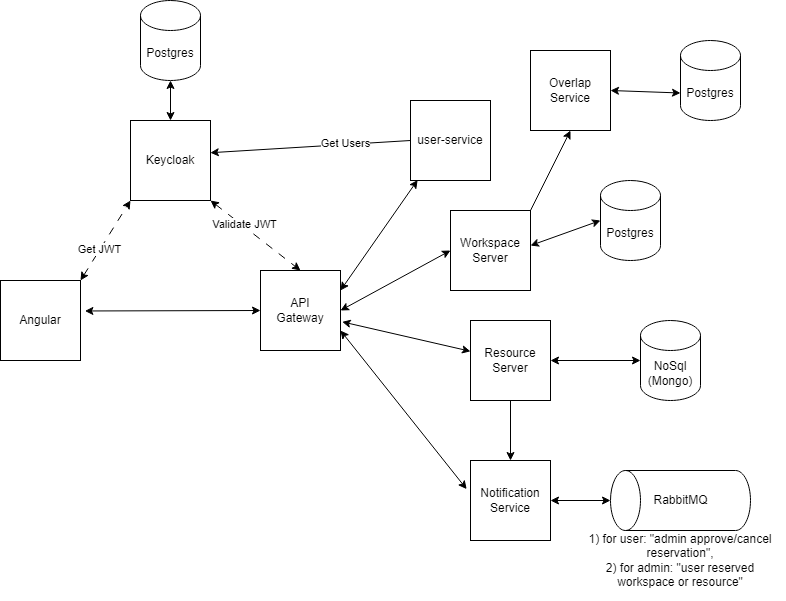 Postgres
Overlap
Service
Postgres
Get Users
user-service
Keycloak
Validate JWT
Postgres
Get JWT
Workspace
Server
Angular
API
Gateway
Resource
Server
NoSql
(Mongo)
Notification
Service
RabbitMQ
1) for user: "admin approve/cancel
reservation",
2) for admin: "user reserved
workspace or resource"